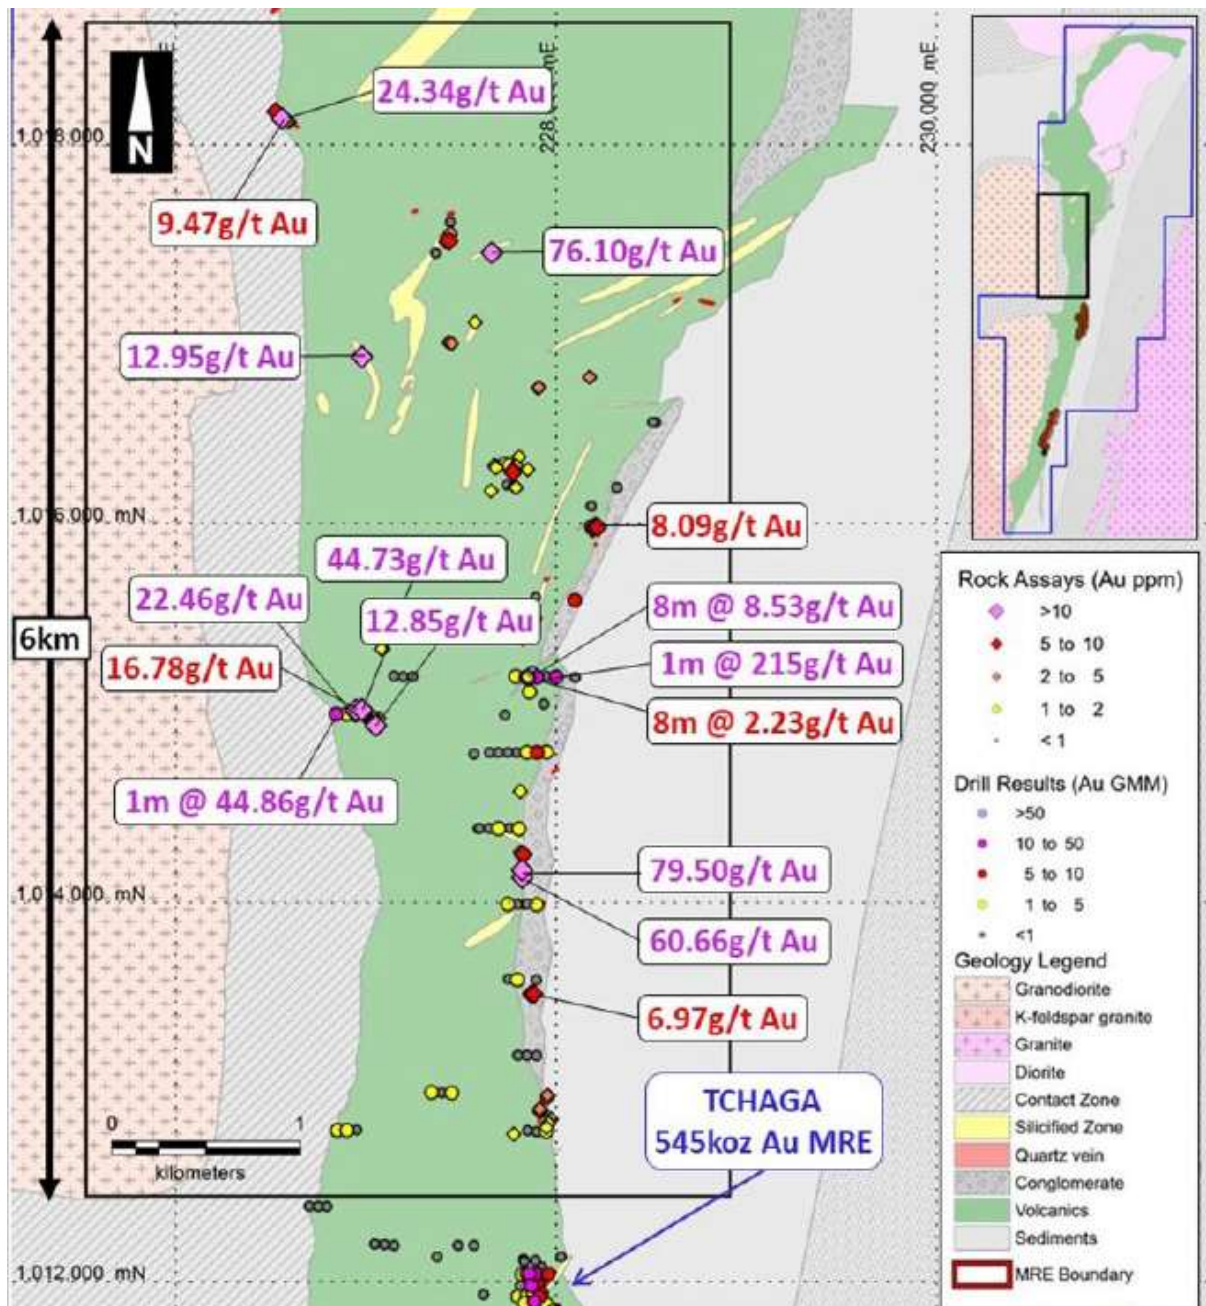 mE
mE
230,000 mE
24.34g/t Au
1,018,000
N
9.47g/t Au
76.10g/t Au
12.95g/t Au
1,016,000 mN
8.09g/t Au
44.73g/t Au
22.46g/t Au
12.85g/t Au
8m @ 8.53g/t Au
6km
16.78g/t Au
1m @ 215g/t Au
8m @ 2.23g/t Au
1m @ 44.86g/t Au
79.50g/t Au
1,014,000 mN
60.66g/t Au
6.97g/t Au
TCHAGA
545koz Au MRE
0 1
kilometers
1,012,000 mN
Rock Assays (Au ppm)
>10
5 to 10
2 to 5
1 to 2
<1
Drill Results (Au GMM)
>50
10 to 50
5 to 10
1 to 5
<1
Geology Legend
Granodiorite
K-feldspar granite
Granite
Diorite
Contact Zone
Silicified Zone
Quartz vein
Conglomerate
Volcanics
Sediments
MRE Boundary